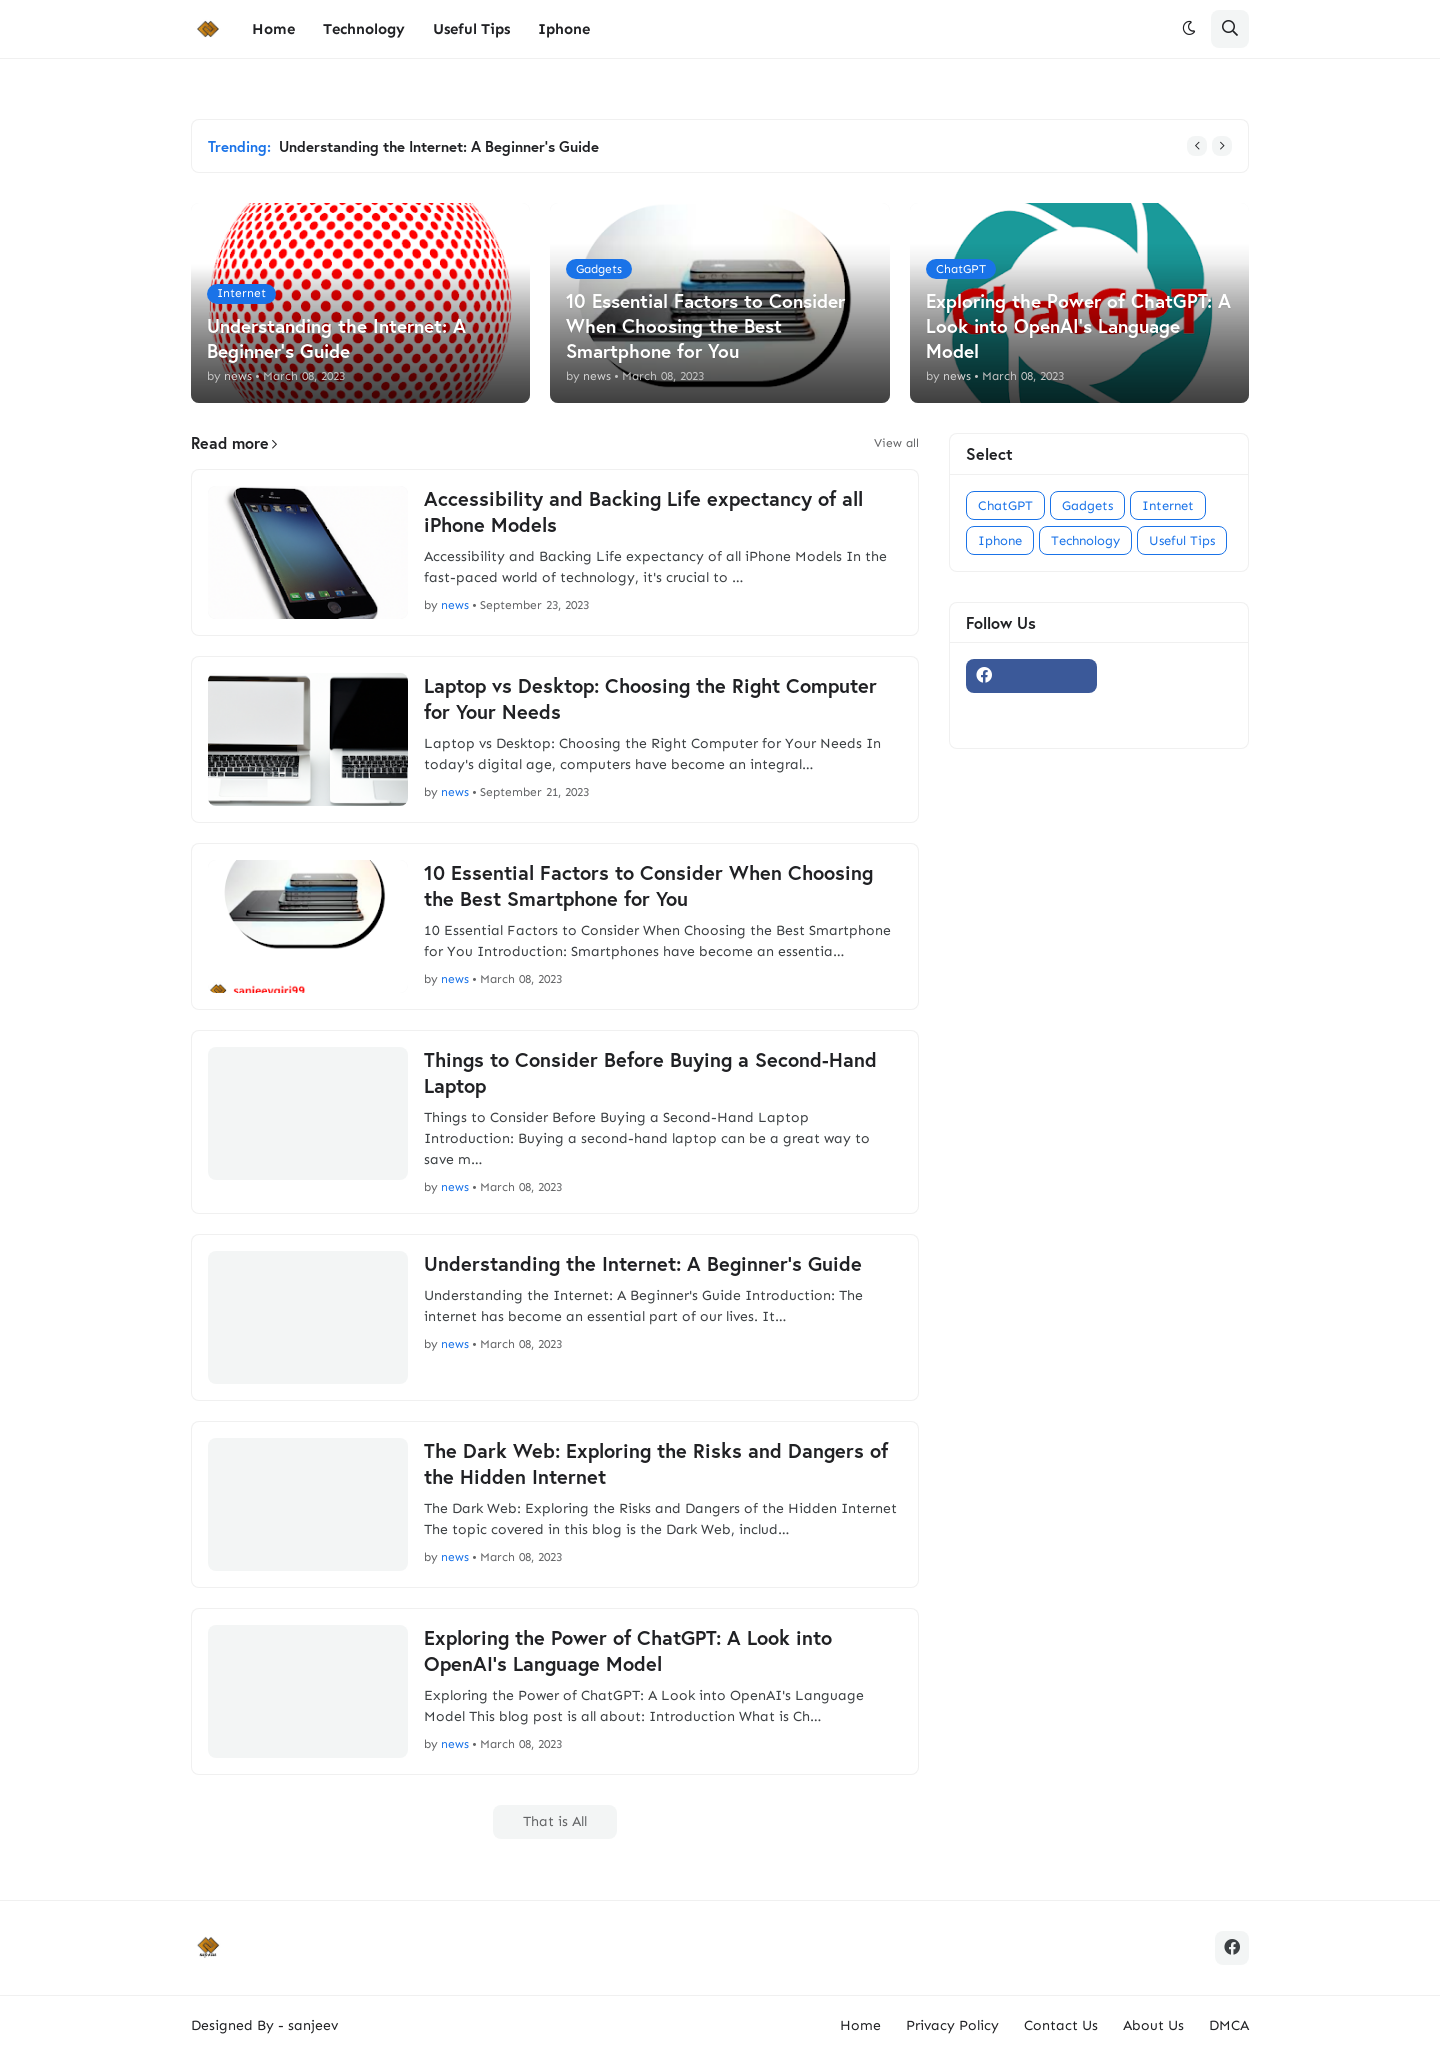 Home Technology Useful Tips Iphone
Trending: Understanding the Internet: A Beginner's Guide
Internet
Understanding the Internet: A
Beginner's Guide
by news • March 08, 2023
Gadgets
10 Essential Factors to Consider
When Choosing the Best
Smartphone for You
by news • March 08, 2023
ChatGPT
ChatGPT
Exploring the Power of ChatGPT: A
Look into OpenAI's Language
Model
by news • March 08, 2023
Read more
View all
Accessibility and Backing Life expectancy of all
iPhone Models
Accessibility and Backing Life expectancy of all iPhone Models In the
fast-paced world of technology, it's crucial to …
by news • September 23, 2023
Laptop vs Desktop: Choosing the Right Computer
for Your Needs
Laptop vs Desktop: Choosing the Right Computer for Your Needs In
today's digital age, computers have become an integral…
by news • September 21, 2023
sanjeevgiri99
10 Essential Factors to Consider When Choosing
the Best Smartphone for You
10 Essential Factors to Consider When Choosing the Best Smartphone
for You Introduction: Smartphones have become an essentia…
by news • March 08, 2023
Things to Consider Before Buying a Second-Hand
Laptop
Things to Consider Before Buying a Second-Hand Laptop
Introduction: Buying a second-hand laptop can be a great way to
save m…
by news • March 08, 2023
Understanding the Internet: A Beginner's Guide
Understanding the Internet: A Beginner's Guide Introduction: The
internet has become an essential part of our lives. It…
by news • March 08, 2023
The Dark Web: Exploring the Risks and Dangers of
the Hidden Internet
The Dark Web: Exploring the Risks and Dangers of the Hidden Internet
The topic covered in this blog is the Dark Web, includ…
by news • March 08, 2023
Exploring the Power of ChatGPT: A Look into
OpenAI's Language Model
Exploring the Power of ChatGPT: A Look into OpenAI's Language
Model This blog post is all about: Introduction What is Ch…
by news • March 08, 2023
That is All
Select
ChatGPT Gadgets Internet
Iphone Technology Useful Tips
Follow Us
Designed By - sanjeev
Home Privacy Policy Contact Us About Us DMCA